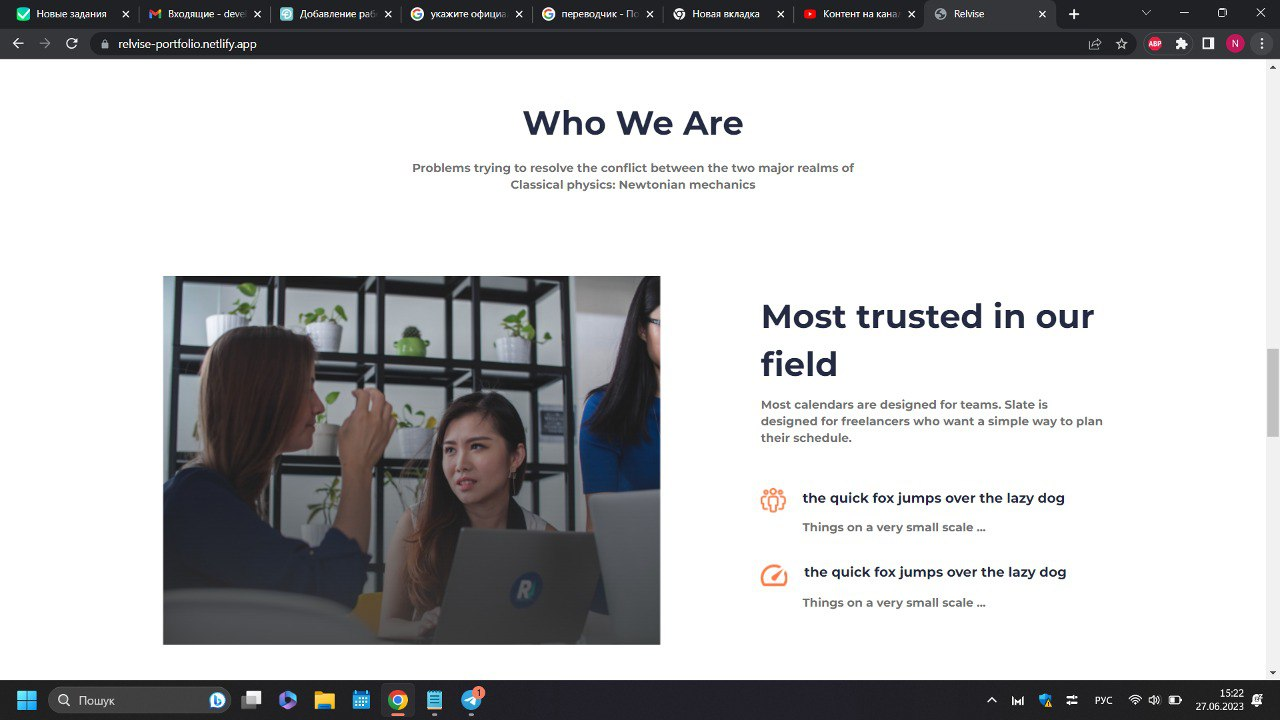 Новые задания
Входящи - deve
Добавление раб
укажите официа
переводчик - По
Новая вкладка
Контент на кана
Relvise
relvise-portfolio.netlify.app
ABP
N
Who We Are
Problems trying to resolve the conflict between the two major realms of
Classical physics: Newtonian mechanics
Most trusted in our
field
Most calendars are designed for teams. Slate is
designed for freelancers who want a simple way to plan
their schedule.
the quick fox jumps over the lazy dog
Things on a very small scale ...
the quick fox jumps over the lazy dog
Things on a very small scale ...
R
Пошук
1
РУС
15:22
27.06.2023